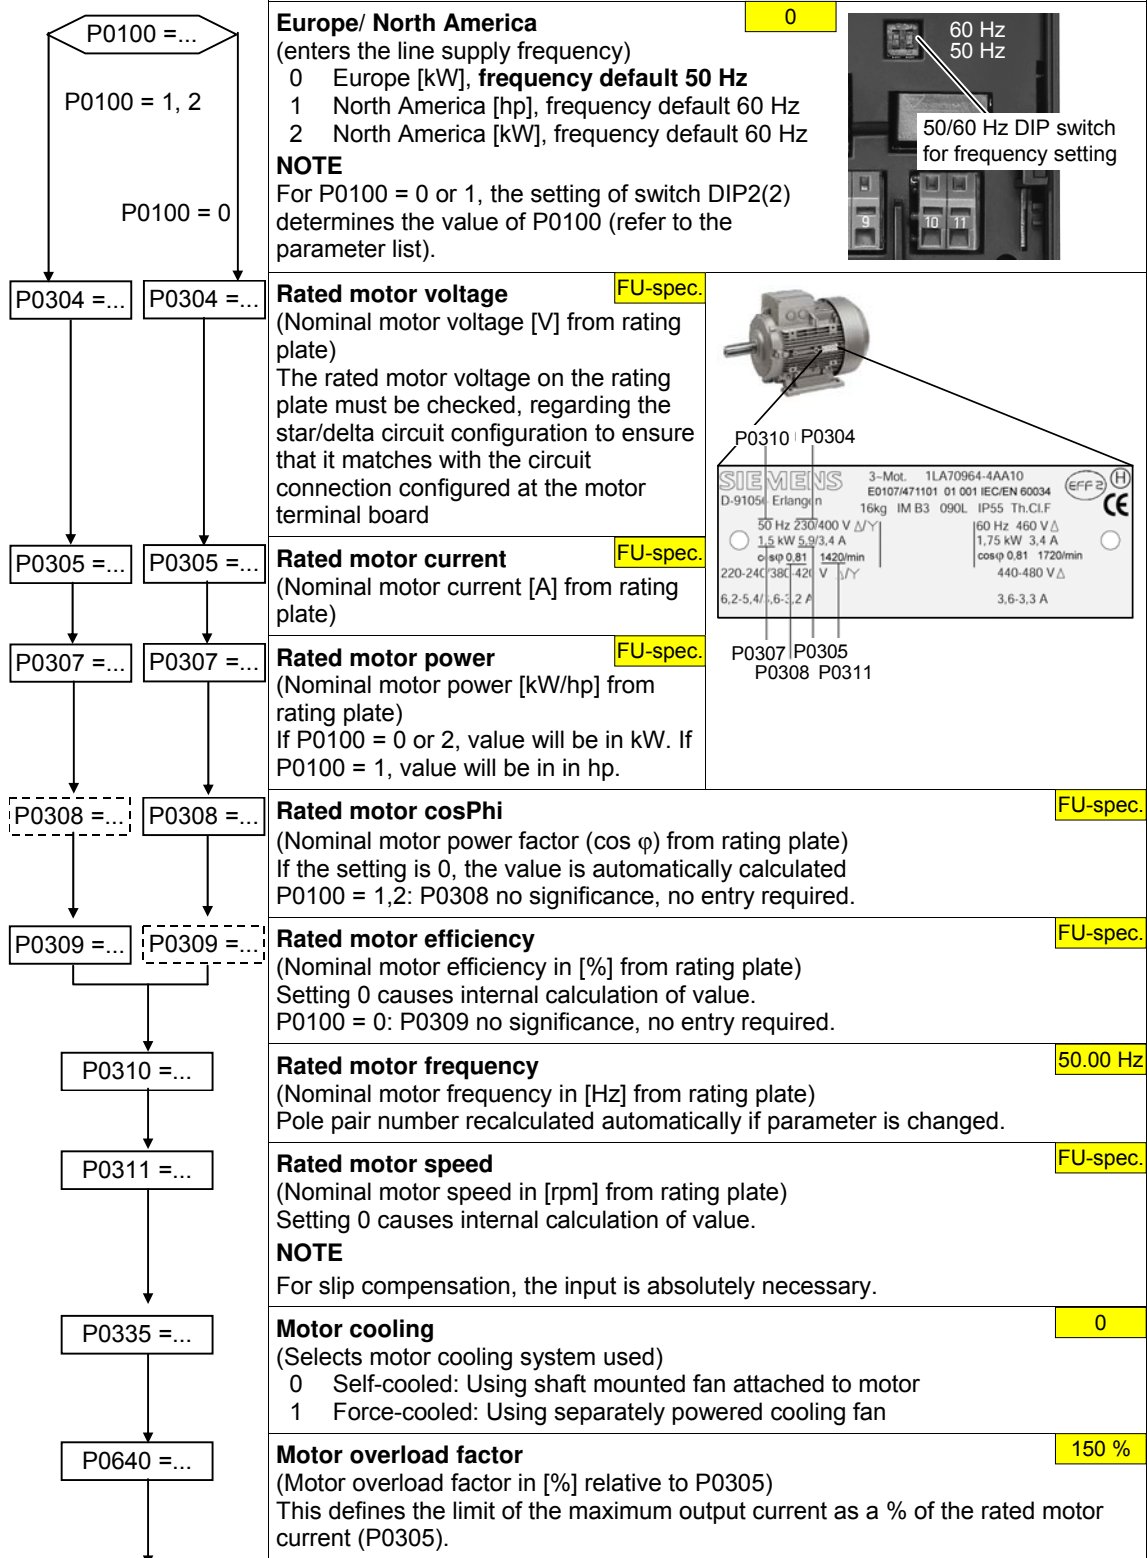 P0100 =...
P0100 = 1, 2
P0100 = 0
Europe/ North America
0
(enters the line supply frequency)
0 Europe [kW], frequency default 50 Hz
1 North America [hp], frequency default 60 Hz
2 North America [kW], frequency default 60 Hz
NOTE
For P0100 = 0 or 1, the setting of switch DIP2(2)
determines the value of P0100 (refer to the
parameter list).
60 Hz
50 Hz
50/60 Hz DIP switch
for frequency setting
9
10 11
P0304 =...
P0304 =...
Rated motor voltage
FU-spec.
(Nominal motor voltage [V] from rating
plate)
The rated motor voltage on the rating
plate must be checked, regarding the
star/delta circuit configuration to ensure
that it matches with the circuit
connection configured at the motor
terminal board
P0310 P0304
SIEMENS
D-91056 Erlangen
3~Mot. 1LA70964-4AA10
E0107/471101 01 001 IEC/EN 60034
16kg IM B3 090L IP55 Th.Cl.F
EFF 2
H
CE
50 Hz 230/400 V Δ/Y
1,5 kW 5,9/3,4 A
cosφ 0,81 1420/min
220-240/380-420 V Δ/Y
6,2-5,4/3,6-3,2 A
60 Hz 460 V Δ
1,75 kW 3,4 A
cosφ 0,81 1720/min
440-480 V Δ
3,6-3,3 A
P0307 P0305
P0308 P0311
P0305 =...
P0305 =...
Rated motor current
FU-spec.
(Nominal motor current [A] from rating
plate)
P0307 =...
P0307 =...
Rated motor power
FU-spec.
(Nominal motor power [kW/hp] from
rating plate)
If P0100 = 0 or 2, value will be in kW. If
P0100 = 1, value will be in in hp.
P0308 =...
P0308 =...
Rated motor cosPhi
FU-spec.
(Nominal motor power factor (cos φ) from rating plate)
If the setting is 0, the value is automatically calculated
P0100 = 1,2: P0308 no significance, no entry required.
P0309 =...
P0309 =...
Rated motor efficiency
FU-spec.
(Nominal motor efficiency in [%] from rating plate)
Setting 0 causes internal calculation of value.
P0100 = 0: P0309 no significance, no entry required.
P0310 =...
Rated motor frequency
50.00 Hz
(Nominal motor frequency in [Hz] from rating plate)
Pole pair number recalculated automatically if parameter is changed.
P0311 =...
Rated motor speed
FU-spec.
(Nominal motor speed in [rpm] from rating plate)
Setting 0 causes internal calculation of value.
NOTE
For slip compensation, the input is absolutely necessary.
P0335 =...
Motor cooling
0
(Selects motor cooling system used)
0 Self-cooled: Using shaft mounted fan attached to motor
1 Force-cooled: Using separately powered cooling fan
P0640 =...
Motor overload factor
150 %
(Motor overload factor in [%] relative to P0305)
This defines the limit of the maximum output current as a % of the rated motor
current (P0305).